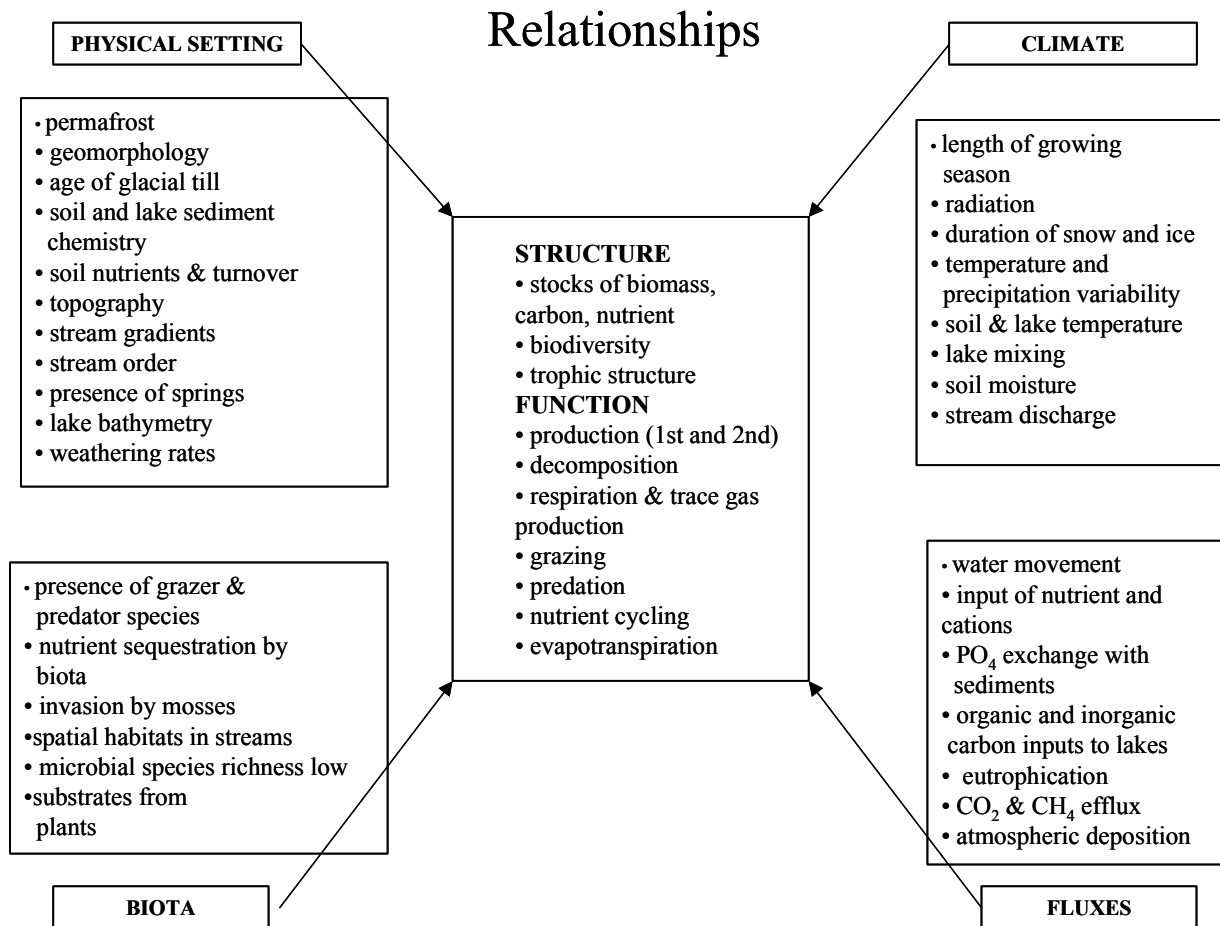 Relationships
PHYSICAL SETTING
• permafrost
• geomorphology
• age of glacial till
• soil and lake sediment
chemistry
• soil nutrients & turnover
• topography
• stream gradients
• stream order
• presence of springs
• lake bathymetry
• weathering rates
CLIMATE
• length of growing
season
• radiation
• duration of snow and ice
• temperature and
precipitation variability
• soil & lake temperature
• lake mixing
• soil moisture
• stream discharge
STRUCTURE
• stocks of biomass,
carbon, nutrient
• biodiversity
• trophic structure
FUNCTION
• production (1st and 2nd)
• decomposition
• respiration & trace gas
production
• grazing
• predation
• nutrient cycling
• evapotranspiration
• presence of grazer &
predator species
• nutrient sequestration by
biota
• invasion by mosses
•spatial habitats in streams
• microbial species richness low
•substrates from
plants
BIOTA
• water movement
• input of nutrient and
cations
• PO₄ exchange with
sediments
• organic and inorganic
carbon inputs to lakes
• eutrophication
• CO₂ & CH₄ efflux
• atmospheric deposition
FLUXES